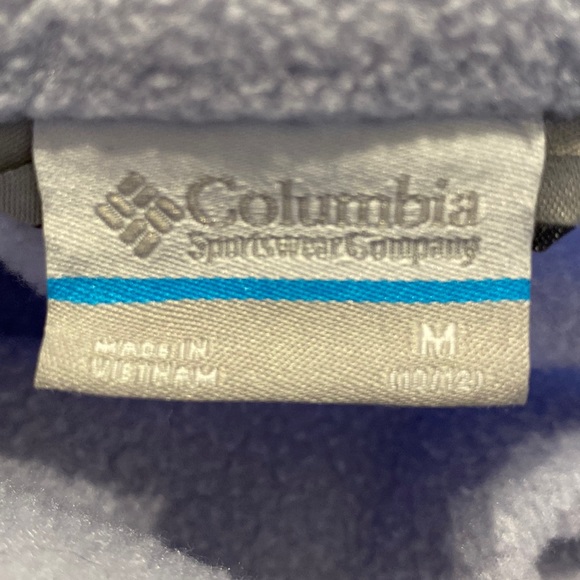 Columbia
Sportswear Company
MADE IN
VIETNAM
M
(10/12)